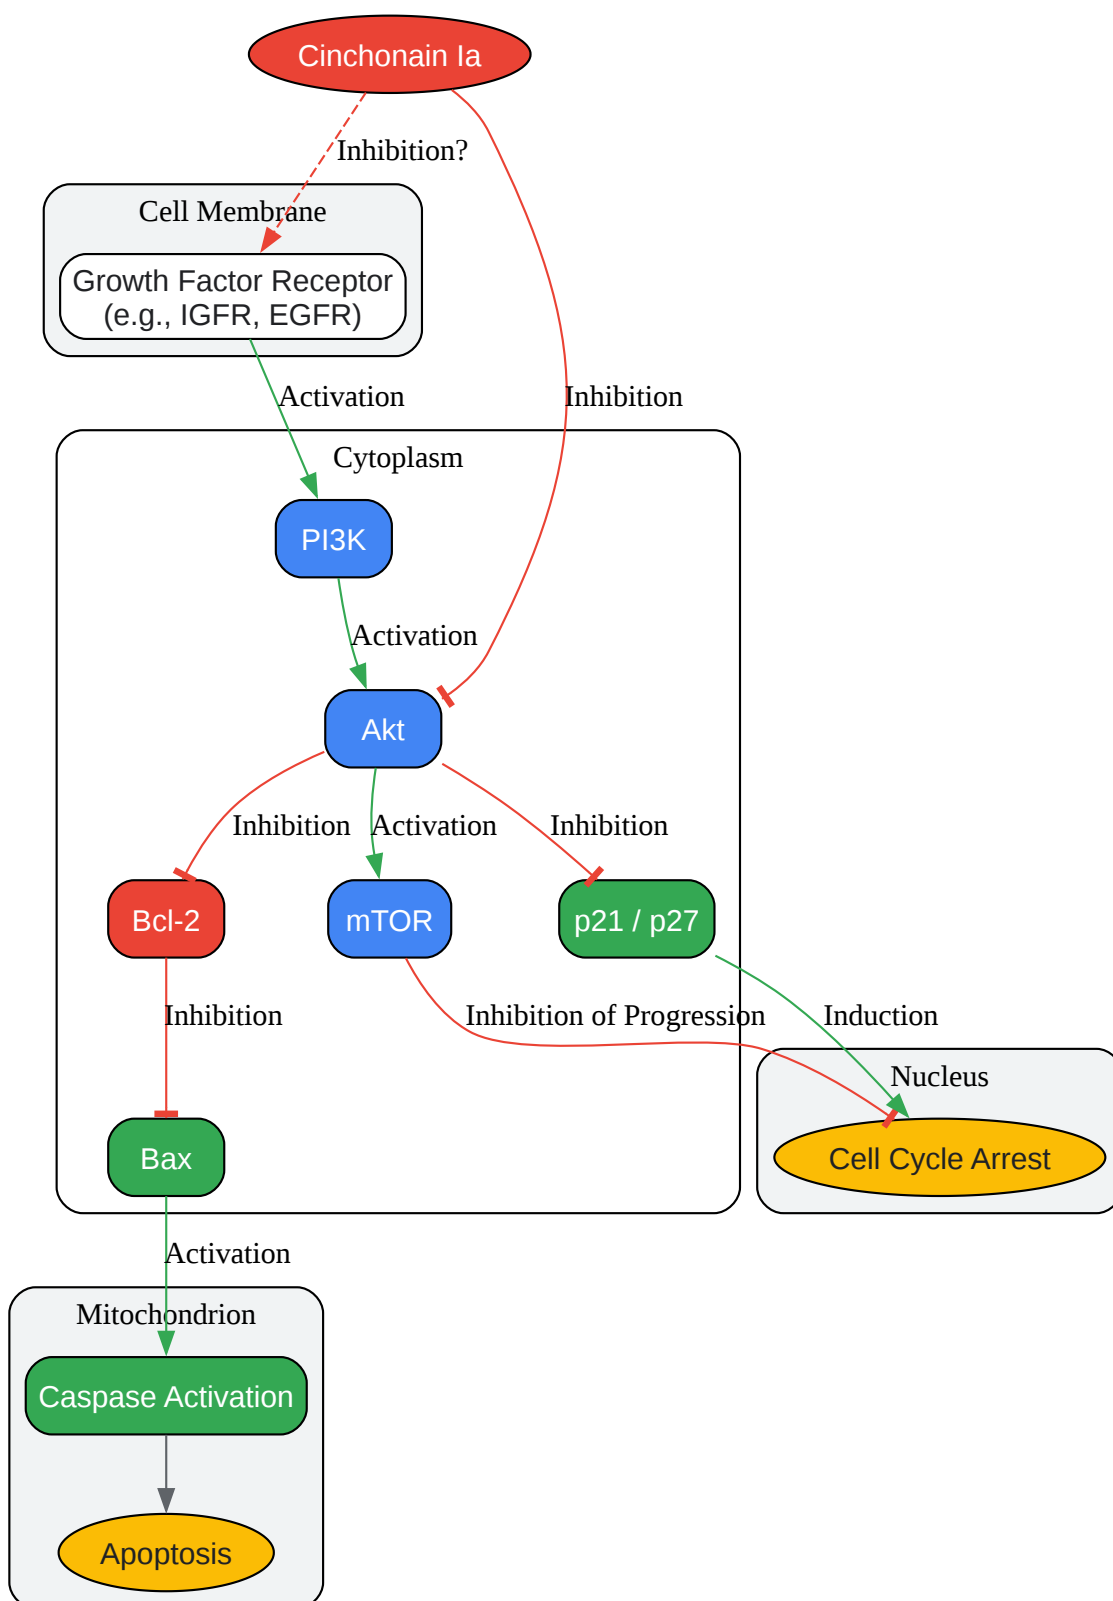 Cinchonain Ia
Inhibition?
Cell Membrane
Growth Factor Receptor
(e.g., IGFR, EGFR)
Activation
Inhibition
Cytoplasm
PI3K
Activation
Akt
Inhibition
Activation
Inhibition
Bcl-2
mTOR
p21 / p27
Inhibition
Inhibition of Progression
Induction
Nucleus
Bax
Cell Cycle Arrest
Activation
Mitochondrion
Caspase Activation
Apoptosis